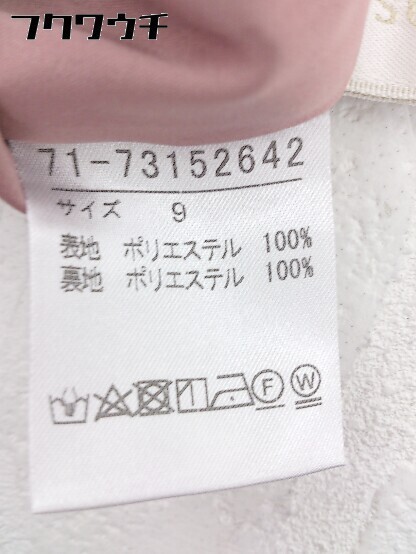 フクワウチ
71-73152642
サイズ 9
表地 ポリエステル 100%
裏地 ポリエステル 100%
F W